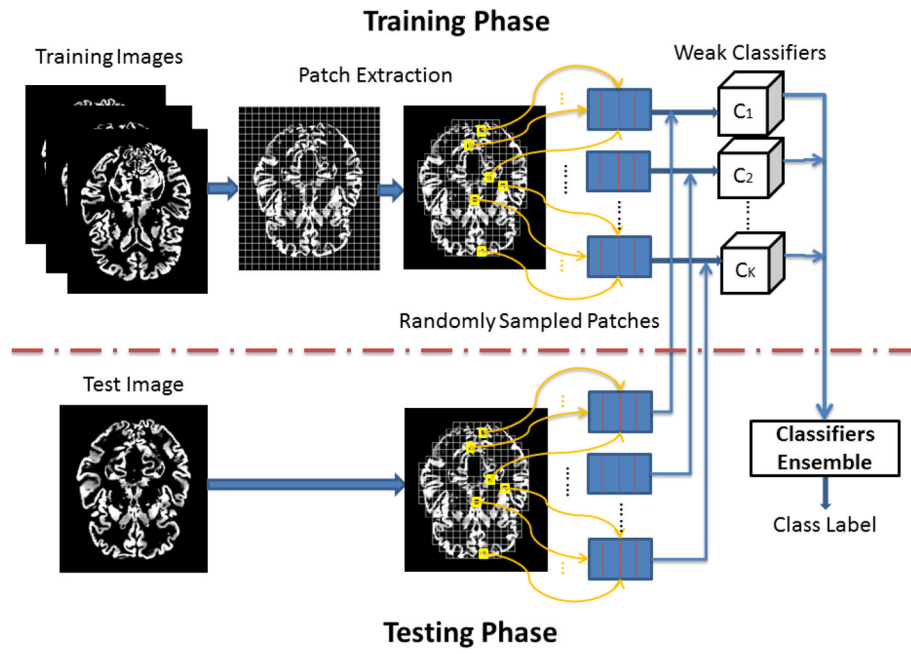 Training Phase
Training Images
Patch Extraction
Weak Classifiers
C1
C2
CK
Randomly Sampled Patches
Test Image
Classifiers
Ensemble
Class Label
Testing Phase